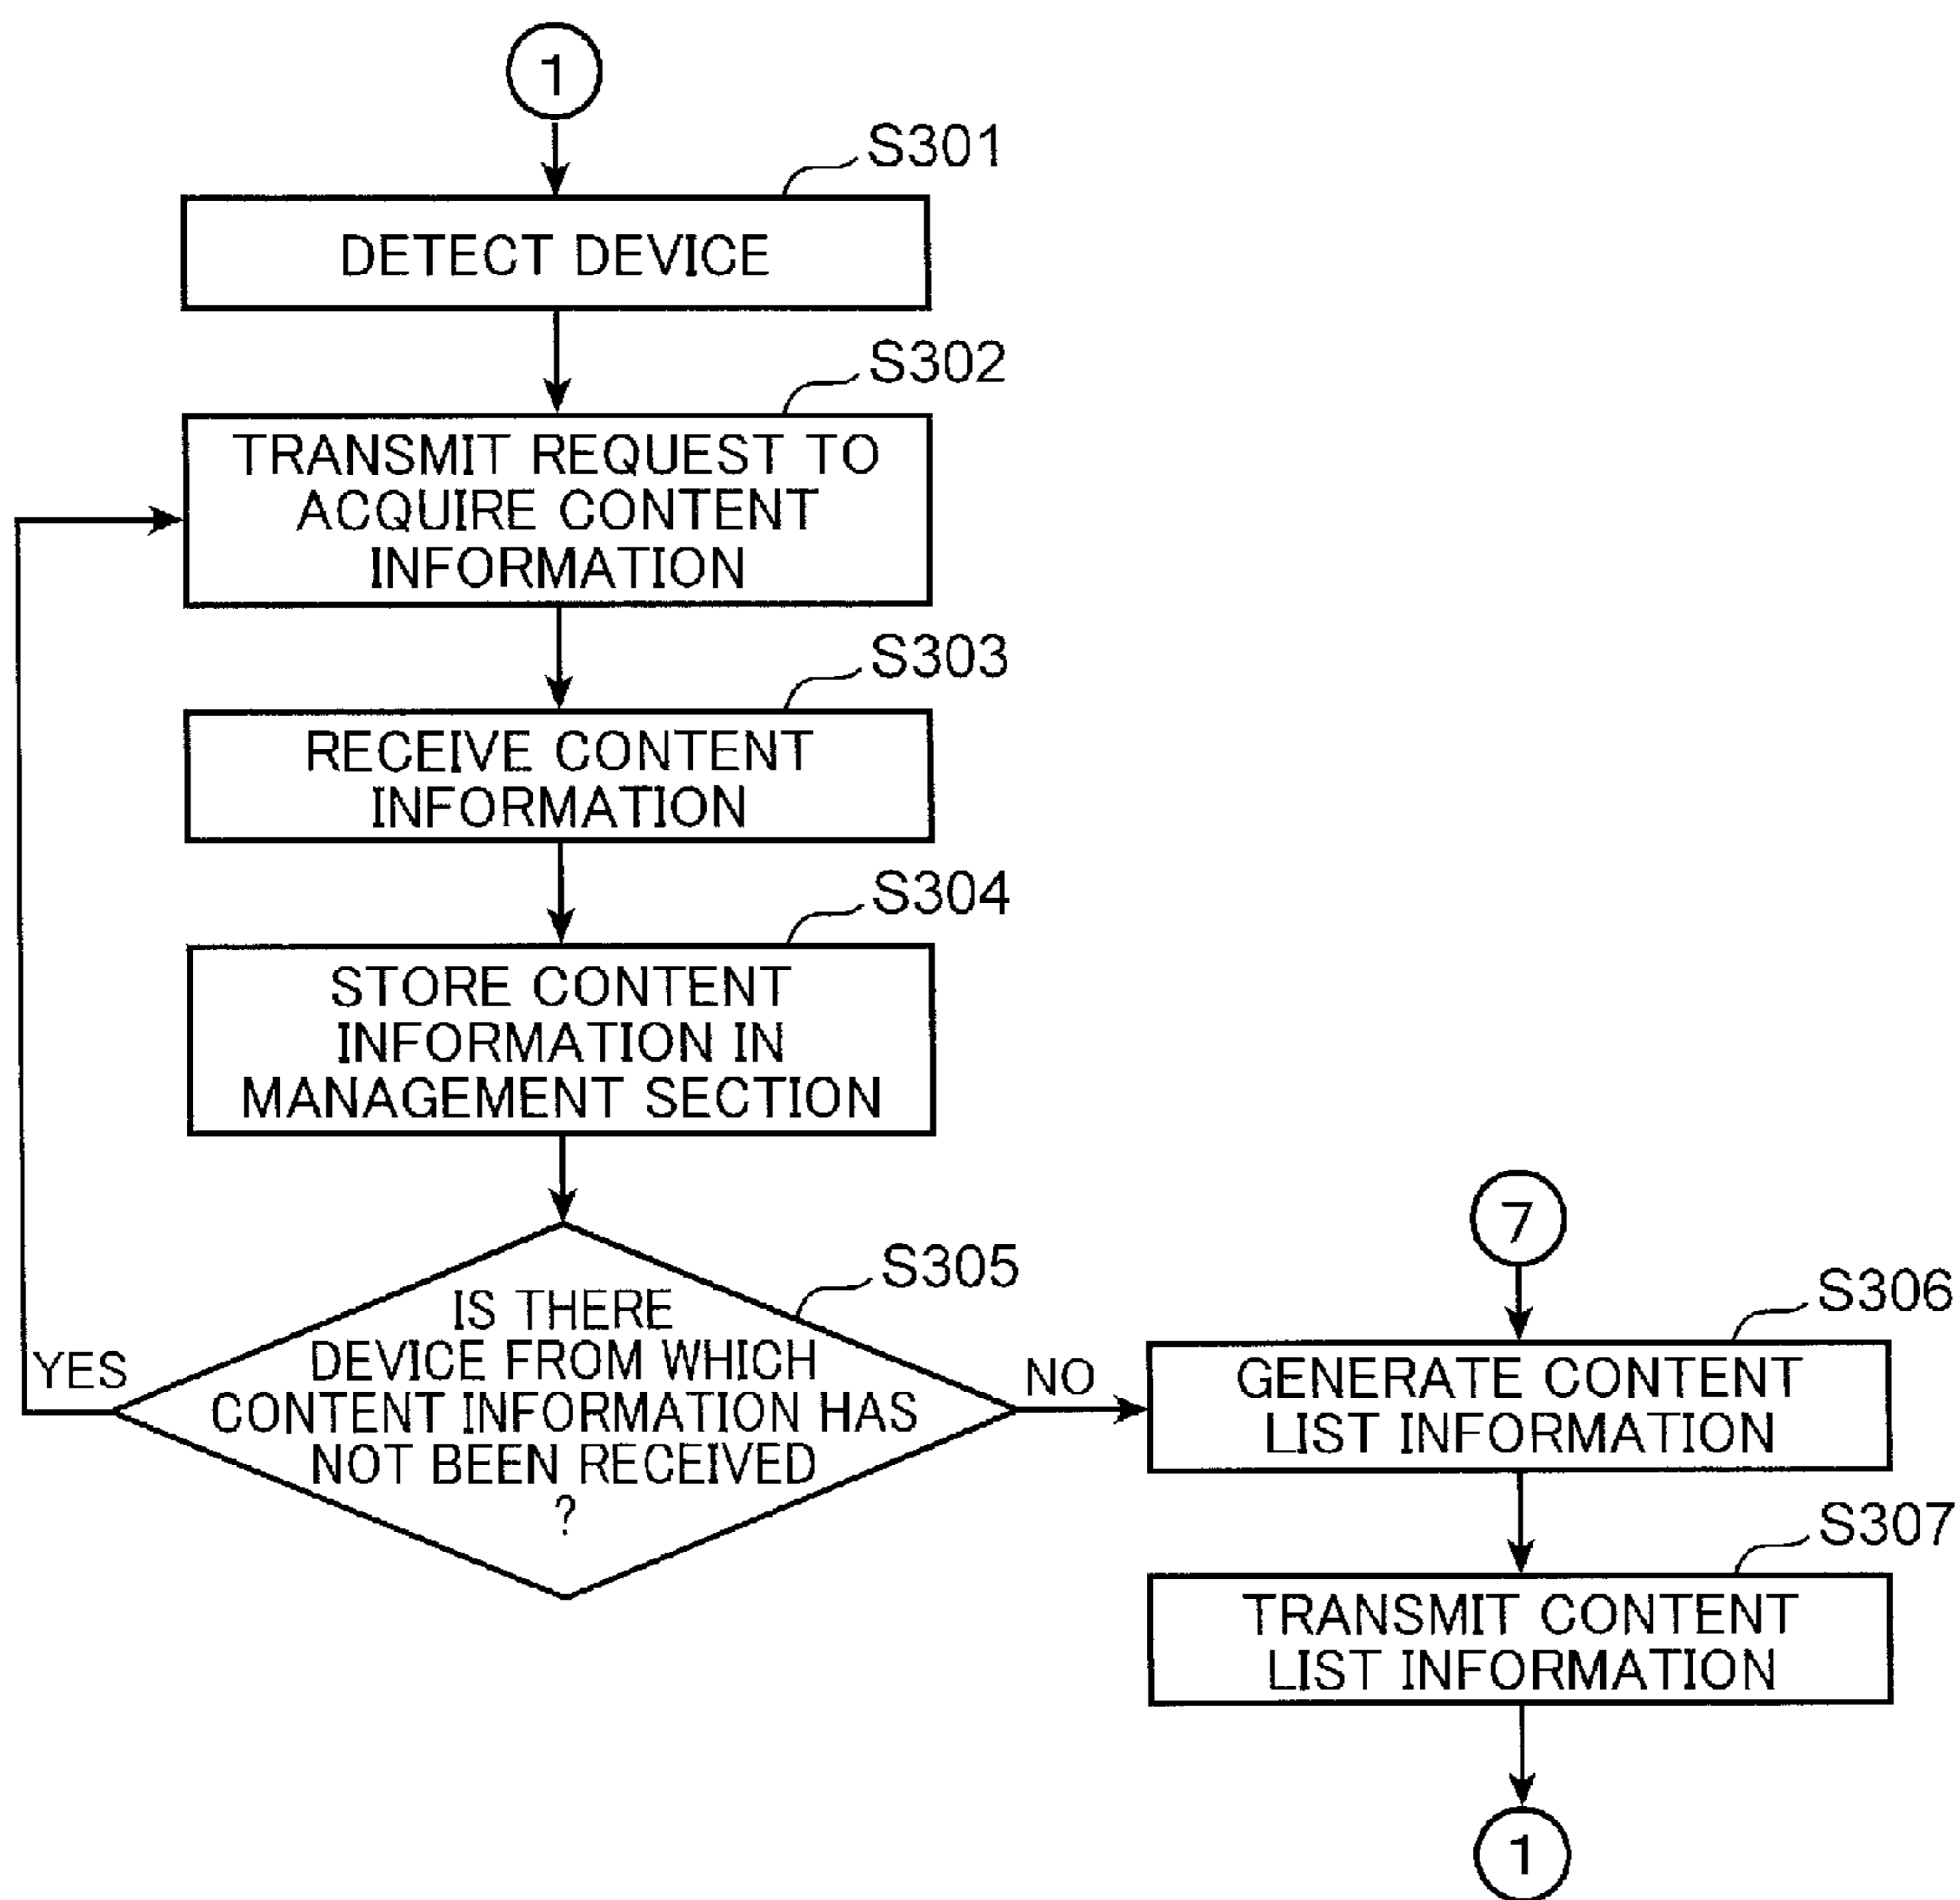 1
S301
DETECT DEVICE
S302
TRANSMIT REQUEST TO
ACQUIRE CONTENT
INFORMATION
S303
RECEIVE CONTENT
INFORMATION
S304
STORE CONTENT
INFORMATION IN
MANAGEMENT SECTION
S305
IS THERE
DEVICE FROM WHICH
CONTENT INFORMATION HAS
NOT BEEN RECEIVED
?
YES
NO
7
S306
GENERATE CONTENT
LIST INFORMATION
S307
TRANSMIT CONTENT
LIST INFORMATION
1